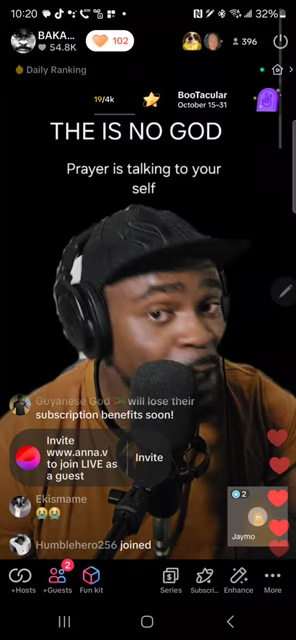 10:20
32%
BAKA...
54.8K
102
396
Daily Ranking
19/4k
BooTacular
October 15–31
THE IS NO GOD
Prayer is talking to your
self
Guyanese God will lose their
subscription benefits soon!
Invite
www.anna.v
to join LIVE as
a guest
Invite
Ekismame
2
Jaymo
Humblehero256 joined
2
+Hosts
+Guests
Fun kit
Series
Subscri...
Enhance
More